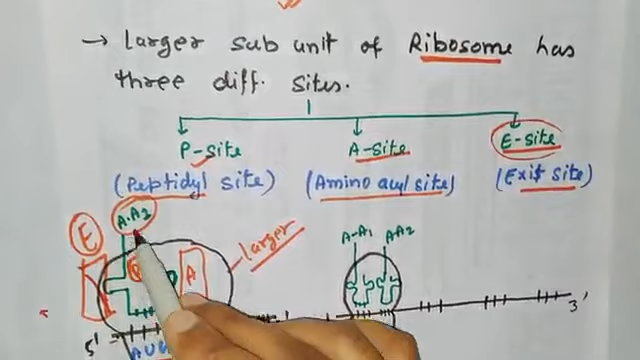 → Larger sub unit of Ribosome has
three diff. sites.
P-site A-site E-site
(Peptidyl site) (Amino acyl site) (Exit site)
E A.A1 larger A-A1 A-A2
A
5' AUG 3'